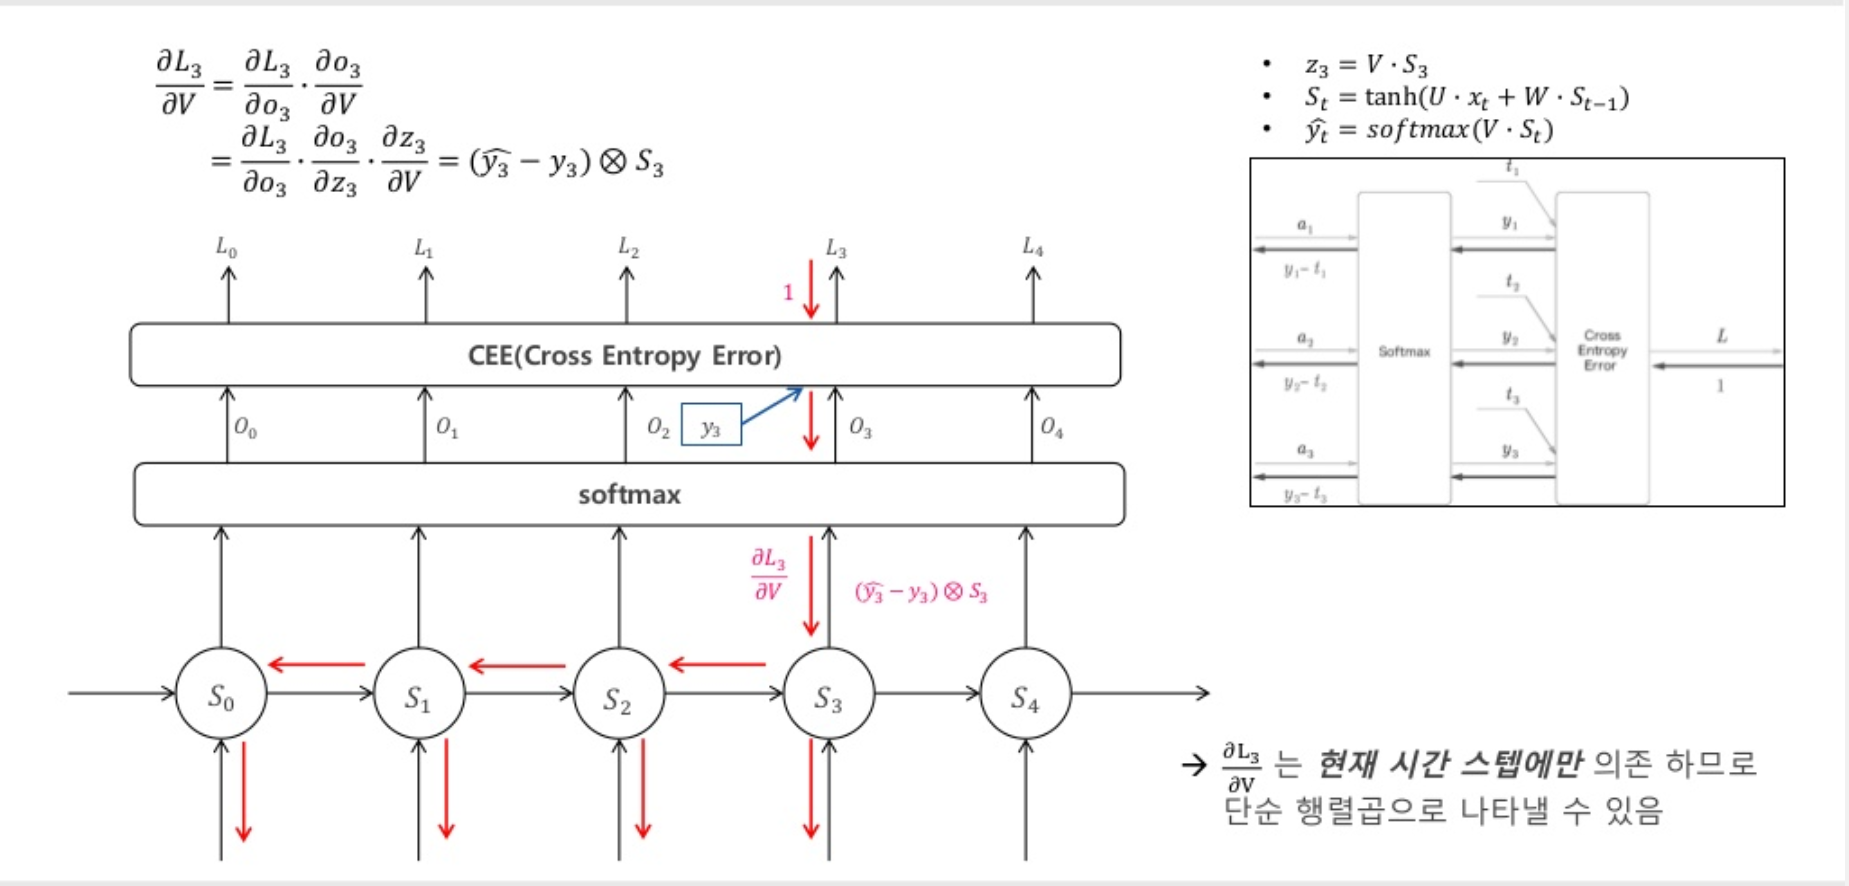 ∂L₃/∂V = ∂L₃/∂o₃ · ∂o₃/∂V
= ∂L₃/∂o₃ · ∂o₃/∂z₃ · ∂z₃/∂V = (ŷ₃ − y₃) ⊗ S₃
• z₃ = V · S₃
• Sₜ = tanh(U · xₜ + W · Sₜ₋₁)
• ŷₜ = softmax(V · Sₜ)
L₀ L₁ L₂ L₃ L₄
1
CEE(Cross Entropy Error)
O₀ O₁ O₂ y₃ O₃ O₄
softmax
∂L₃/∂V (ŷ₃ − y₃) ⊗ S₃
S₀ S₁ S₂ S₃ S₄
t₁
a₁ y₁
y₁− t₁
t₂
a₂ y₂
Softmax
Cross
Entropy
Error
L
y₂− t₂
1
t₃
a₃ y₃
y₃− t₃
→ ∂L₃/∂V 는 현재 시간 스텝에만 의존 하므로
단순 행렬곱으로 나타낼 수 있음